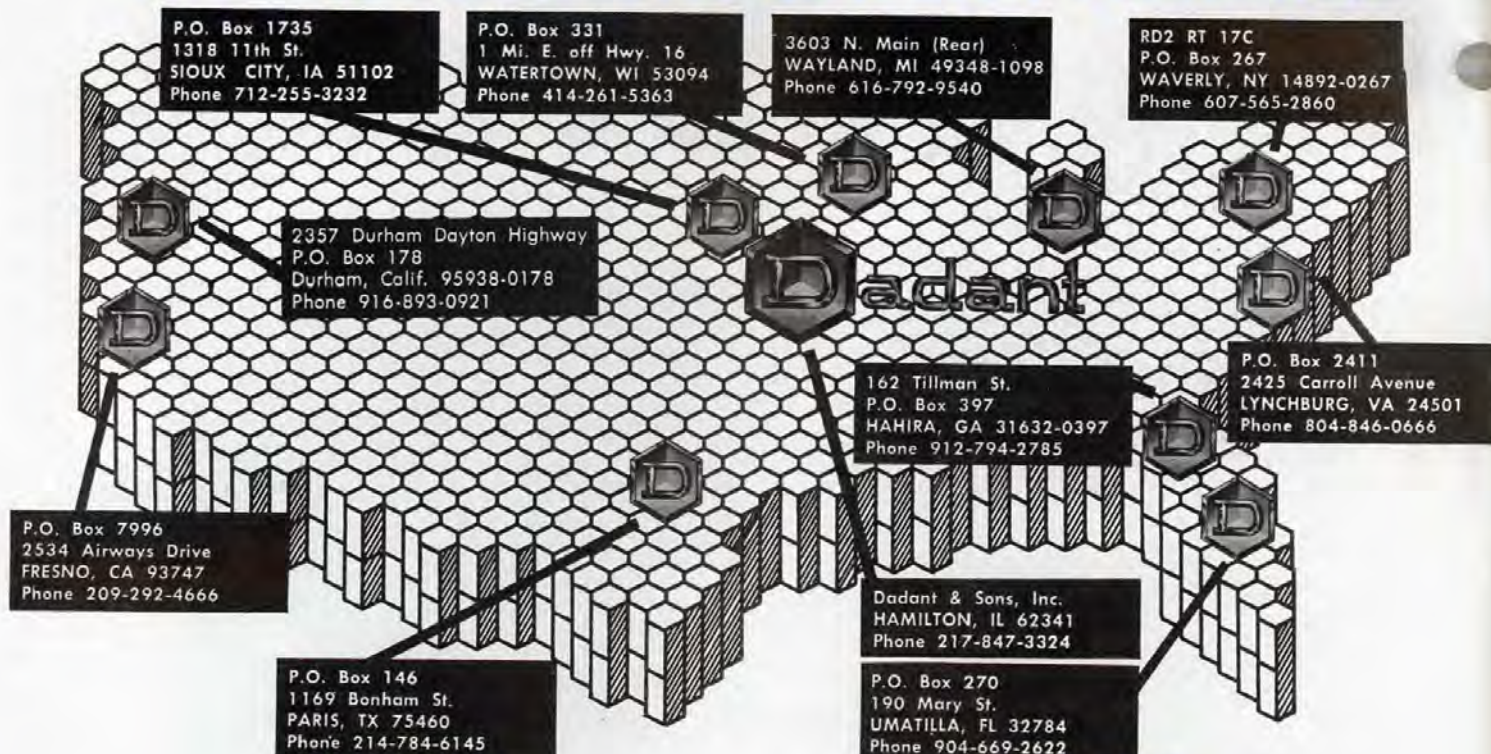 P.O. Box 1735
1318 11th St.
SIOUX CITY, IA 51102
Phone 712-255-3232
P.O. Box 331
1 Mi. E. off Hwy. 16
WATERTOWN, WI 53094
Phone 414-261-5363
3603 N. Main (Rear)
WAYLAND, MI 49348-1098
Phone 616-792-9540
RD2 RT 17C
P.O. Box 267
WAVERLY, NY 14892-0267
Phone 607-565-2860
D
D
D
D
D
2357 Durham Dayton Highway
P.O. Box 178
Durham, Calif. 95938-0178
Phone 916-893-0921
Dadant
D
D
P.O. Box 2411
2425 Carroll Avenue
LYNCHBURG, VA 24501
Phone 804-846-0666
162 Tillman St.
P.O. Box 397
HAHIRA, GA 31632-0397
Phone 912-794-2785
D
D
D
P.O. Box 7996
2534 Airways Drive
FRESNO, CA 93747
Phone 209-292-4666
Dadant & Sons, Inc.
HAMILTON, IL 62341
Phone 217-847-3324
P.O. Box 146
1169 Bonham St.
PARIS, TX 75460
Phone 214-784-6145
P.O. Box 270
190 Mary St.
UMATILLA, FL 32784
Phone 904-669-2622